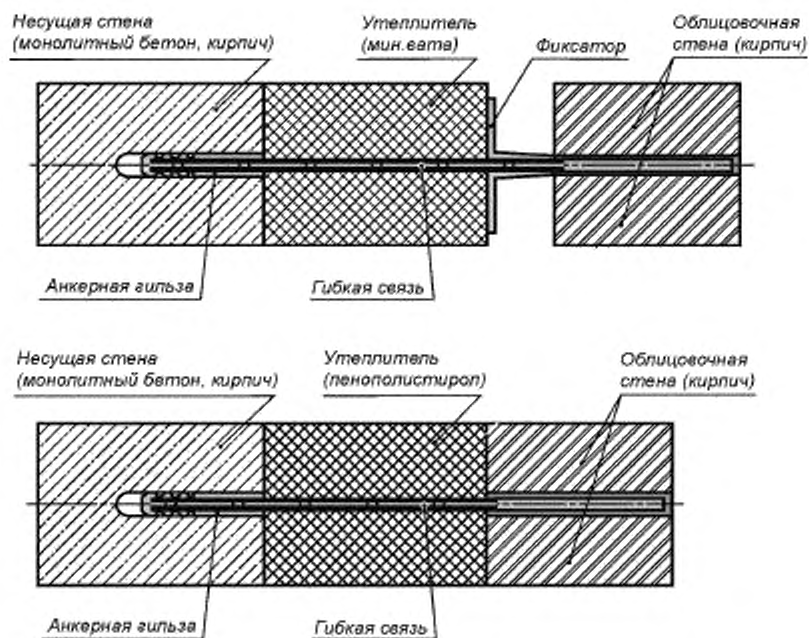 Несущая стена
(монолитный бетон, кирпич)
Утеплитель
(мин.вата)
Фиксатор
Облицовочная
стена (кирпич)
Анкерная гильза
Гибкая связь
Несущая стена
(монолитный бетон, кирпич)
Утеплитель
(пенополистирол)
Облицовочная
стена (кирпич)
Анкерная гильза
Гибкая связь